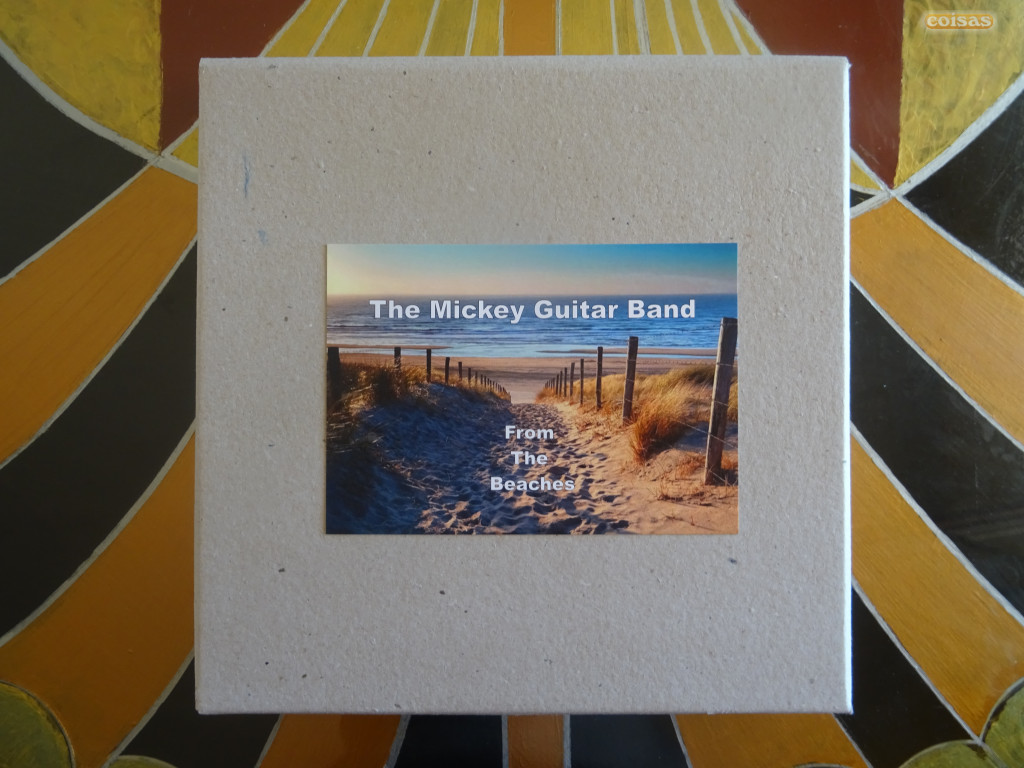 coisas
The Mickey Guitar Band
From
The
Beaches